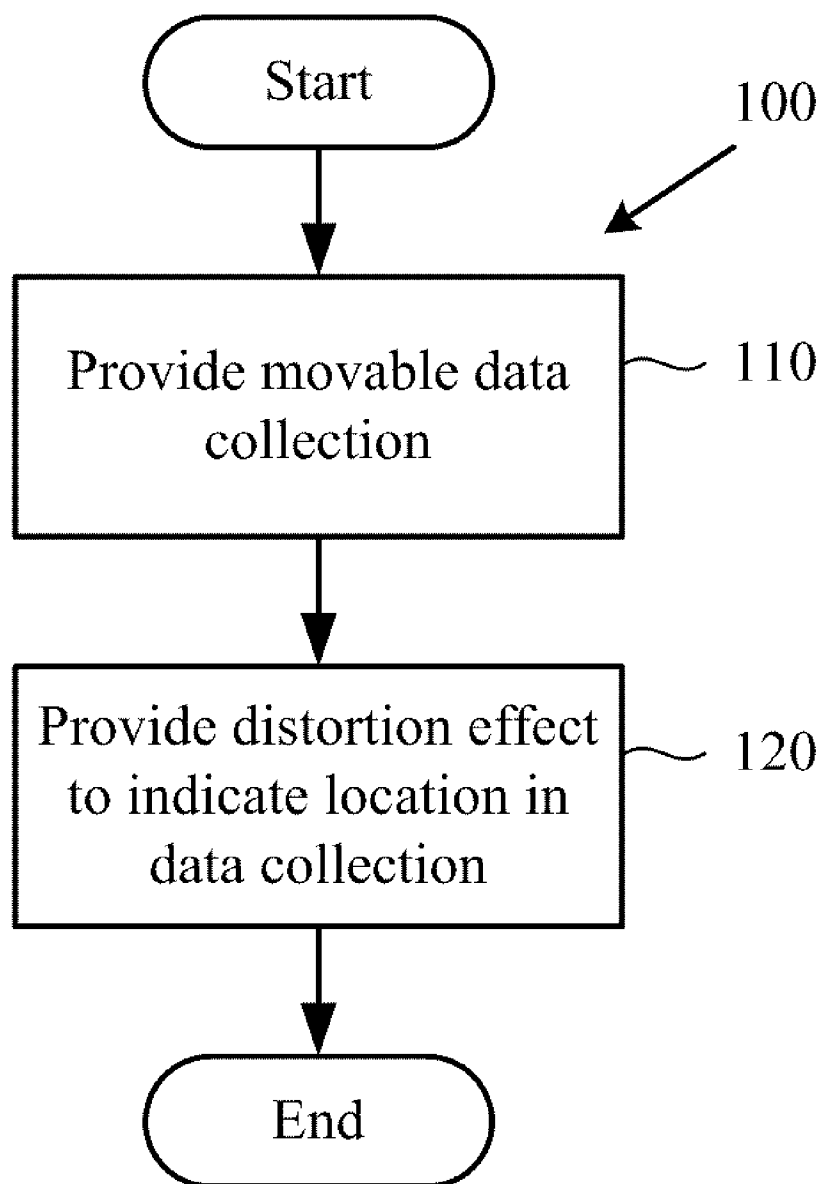 Start
100
Provide movable data
collection
110
Provide distortion effect
to indicate location in
data collection
120
End